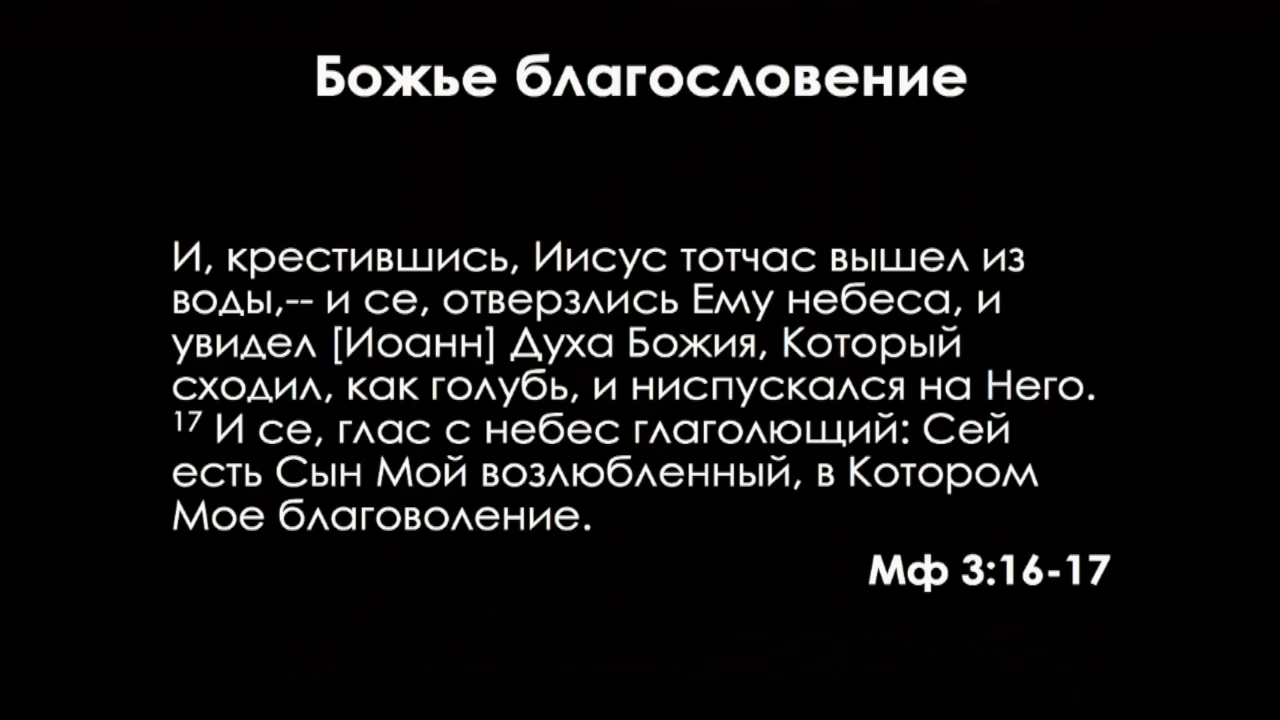 Божье благословение
И, крестившись, Иисус тотчас вышел из
воды,-- и се, отверзлись Ему небеса, и
увидел [Иоанн] Духа Божия, Который
сходил, как голубь, и ниспускался на Него.
17 И се, глас с небес глаголющий: Сей
есть Сын Мой возлюбленный, в Котором
Мое благоволение.
Мф 3:16-17